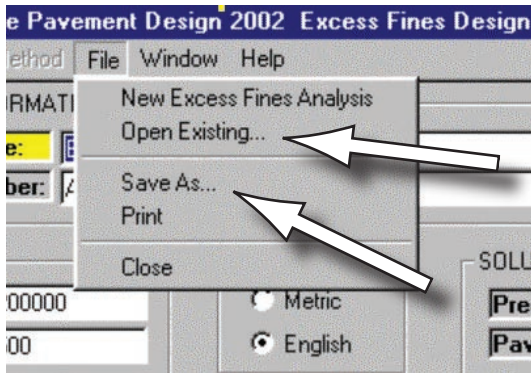 e Pavement Design 2002 Excess Fines Design
ethod File Window Help
RMATI
New Excess Fines Analysis
Open Existing...
e:
Save As...
ber:
Print
Close
SOLU
00000
Metric
Pre
00
English
Pav